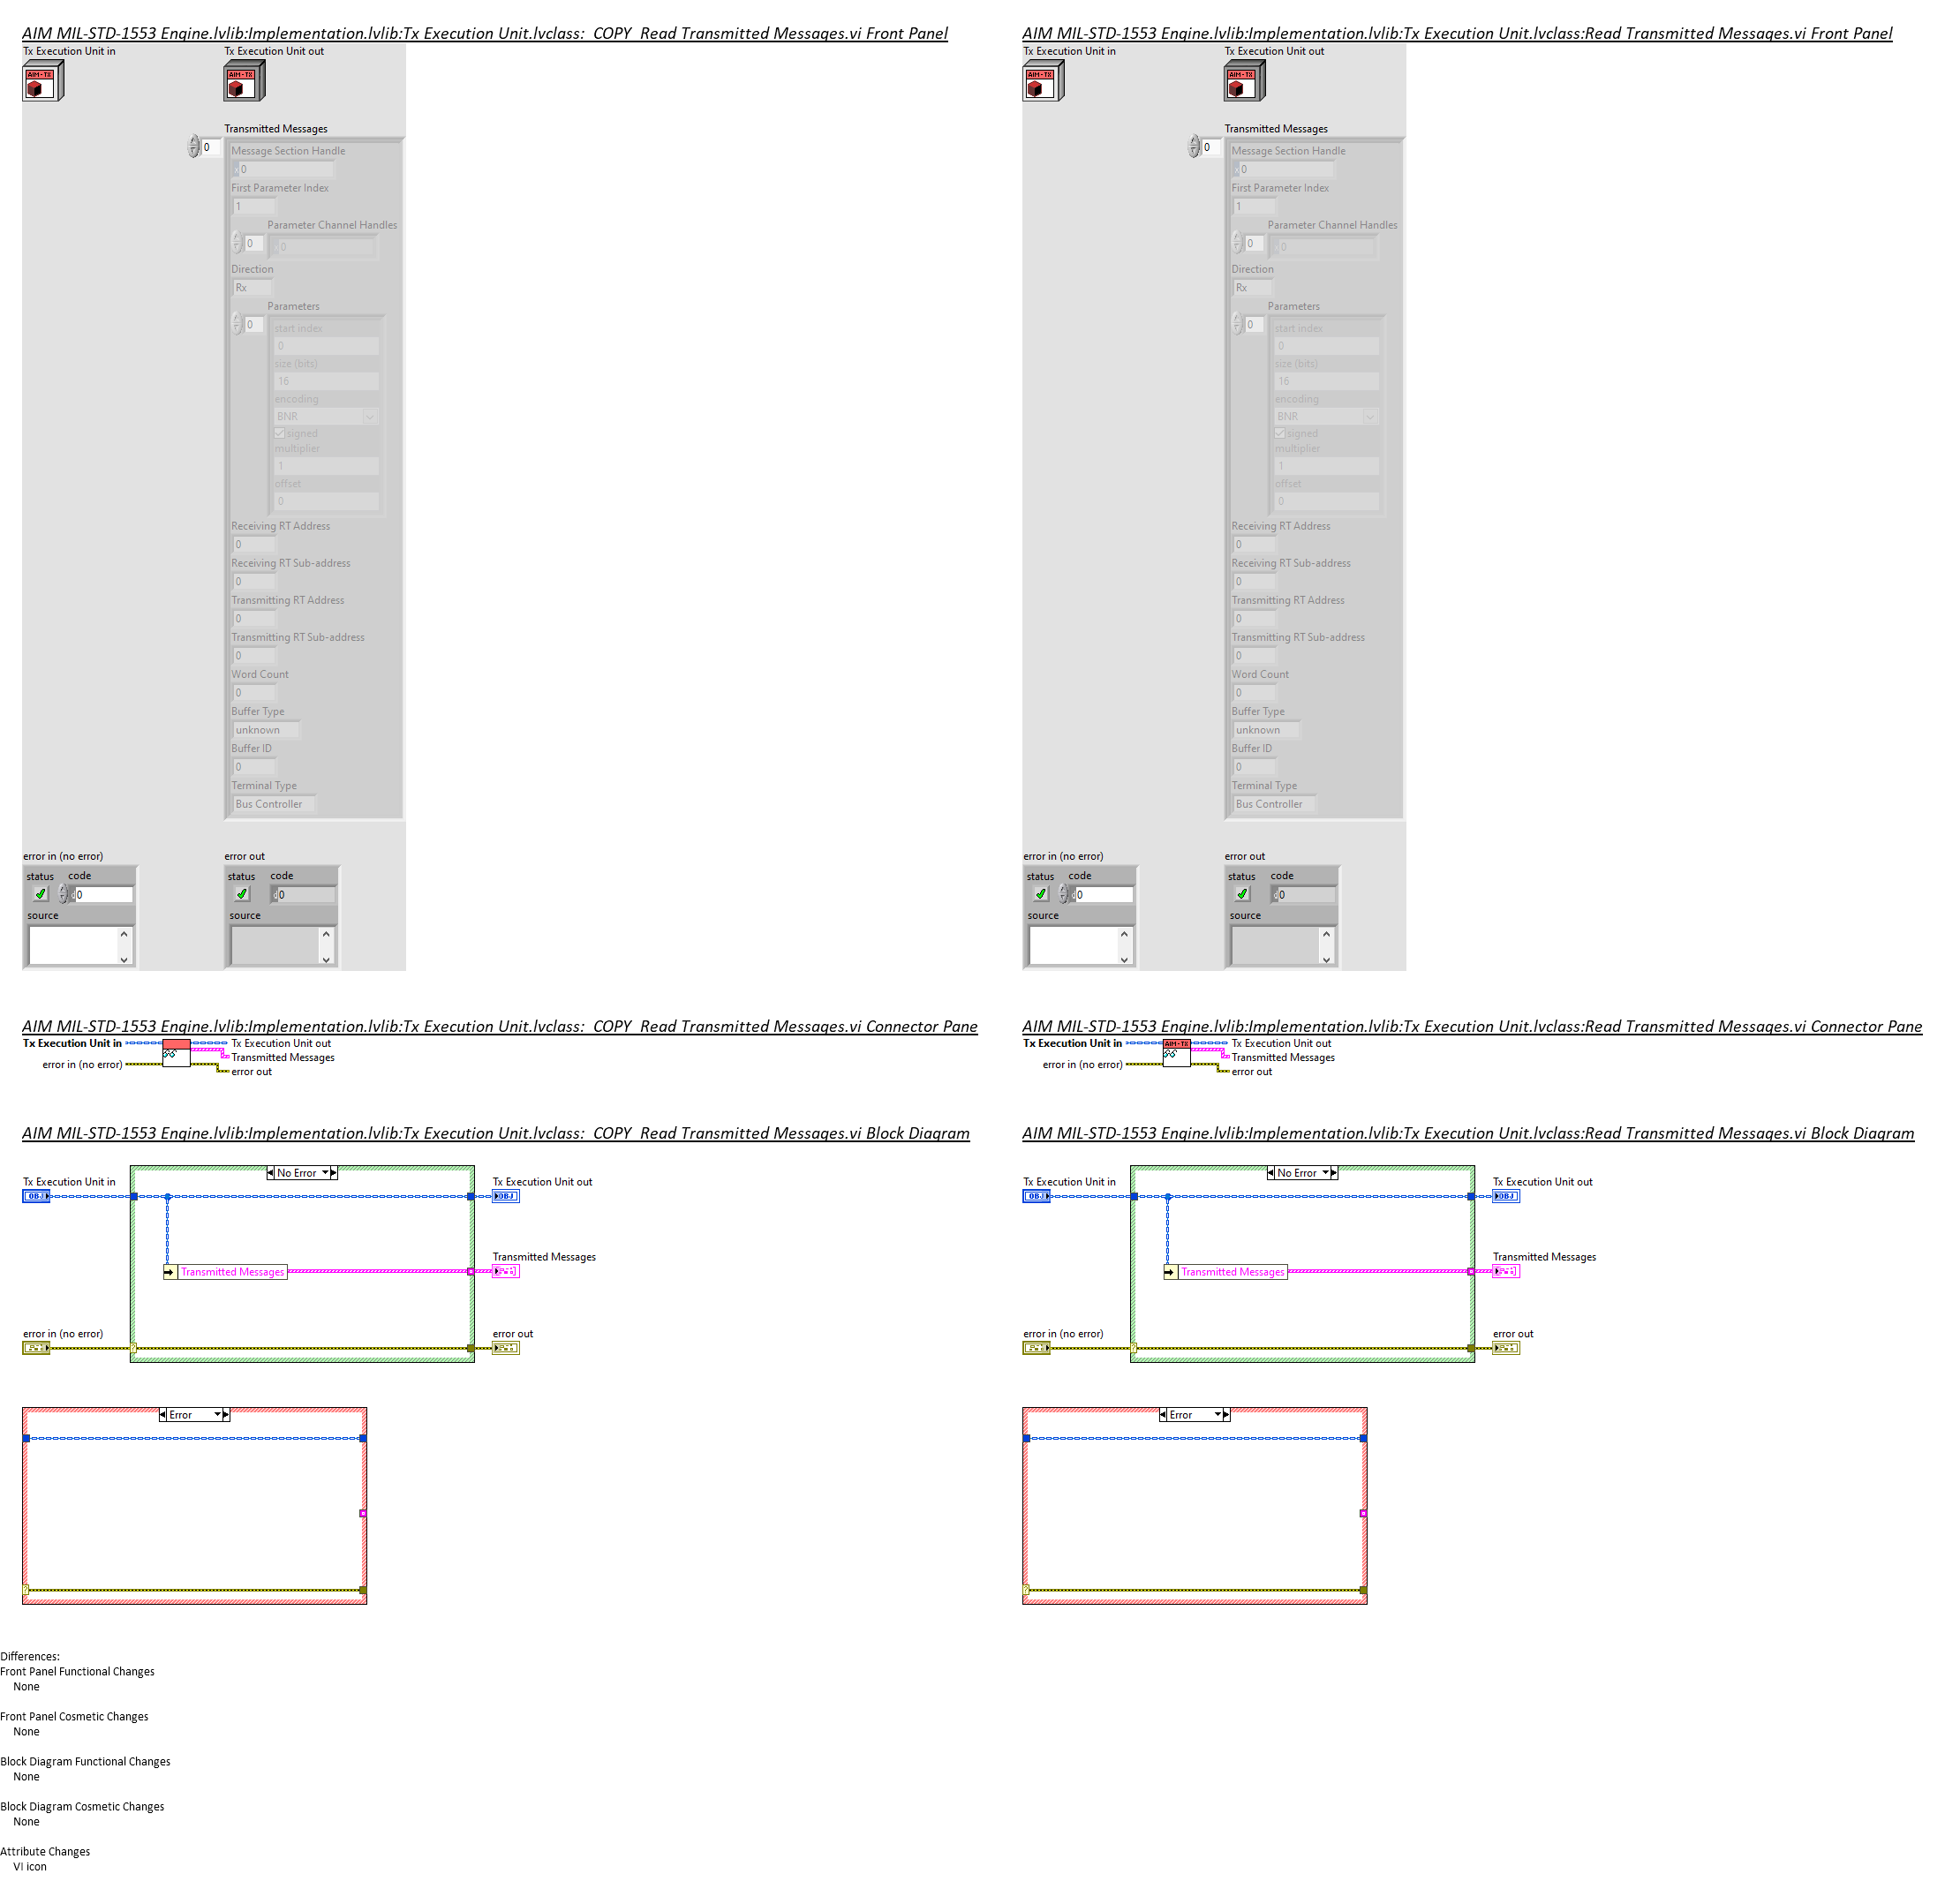 AIM MIL-STD-1553 Engine.lvlib:Implementation.lvlib:Tx Execution Unit.lvclass:_COPY_Read Transmitted Messages.vi Front Panel
Tx Execution Unit in
Tx Execution Unit out
AIM-TX
AIM-TX
Transmitted Messages
0
Message Section Handle
x 0
First Parameter Index
1
Parameter Channel Handles
0
x 0
Direction
Rx
Parameters
0
start index
0
size (bits)
16
encoding
BNR
signed
multiplier
1
offset
0
Receiving RT Address
0
Receiving RT Sub-address
0
Transmitting RT Address
0
Transmitting RT Sub-address
0
Word Count
0
Buffer Type
unknown
Buffer ID
0
Terminal Type
Bus Controller
error in (no error)
status code
d0
source
error out
status code
d0
source
AIM MIL-STD-1553 Engine.lvlib:Implementation.lvlib:Tx Execution Unit.lvclass:Read Transmitted Messages.vi Front Panel
Tx Execution Unit in
Tx Execution Unit out
AIM-TX
AIM-TX
Transmitted Messages
0
Message Section Handle
x 0
First Parameter Index
1
Parameter Channel Handles
0
x 0
Direction
Rx
Parameters
0
start index
0
size (bits)
16
encoding
BNR
signed
multiplier
1
offset
0
Receiving RT Address
0
Receiving RT Sub-address
0
Transmitting RT Address
0
Transmitting RT Sub-address
0
Word Count
0
Buffer Type
unknown
Buffer ID
0
Terminal Type
Bus Controller
error in (no error)
status code
d0
source
error out
status code
d0
source
AIM MIL-STD-1553 Engine.lvlib:Implementation.lvlib:Tx Execution Unit.lvclass:_COPY_Read Transmitted Messages.vi Connector Pane
Tx Execution Unit in
Tx Execution Unit out
Transmitted Messages
error in (no error)
error out
AIM MIL-STD-1553 Engine.lvlib:Implementation.lvlib:Tx Execution Unit.lvclass:Read Transmitted Messages.vi Connector Pane
Tx Execution Unit in
AIM-TX
Tx Execution Unit out
Transmitted Messages
error in (no error)
error out
AIM MIL-STD-1553 Engine.lvlib:Implementation.lvlib:Tx Execution Unit.lvclass:_COPY_Read Transmitted Messages.vi Block Diagram
No Error
Tx Execution Unit in
OBJ
Tx Execution Unit out
OBJ
Transmitted Messages
Transmitted Messages
error in (no error)
?
error out
Error
?
AIM MIL-STD-1553 Engine.lvlib:Implementation.lvlib:Tx Execution Unit.lvclass:Read Transmitted Messages.vi Block Diagram
No Error
Tx Execution Unit in
OBJ
Tx Execution Unit out
OBJ
Transmitted Messages
Transmitted Messages
error in (no error)
?
error out
Error
?
Differences:
Front Panel Functional Changes
None
Front Panel Cosmetic Changes
None
Block Diagram Functional Changes
None
Block Diagram Cosmetic Changes
None
Attribute Changes
VI icon